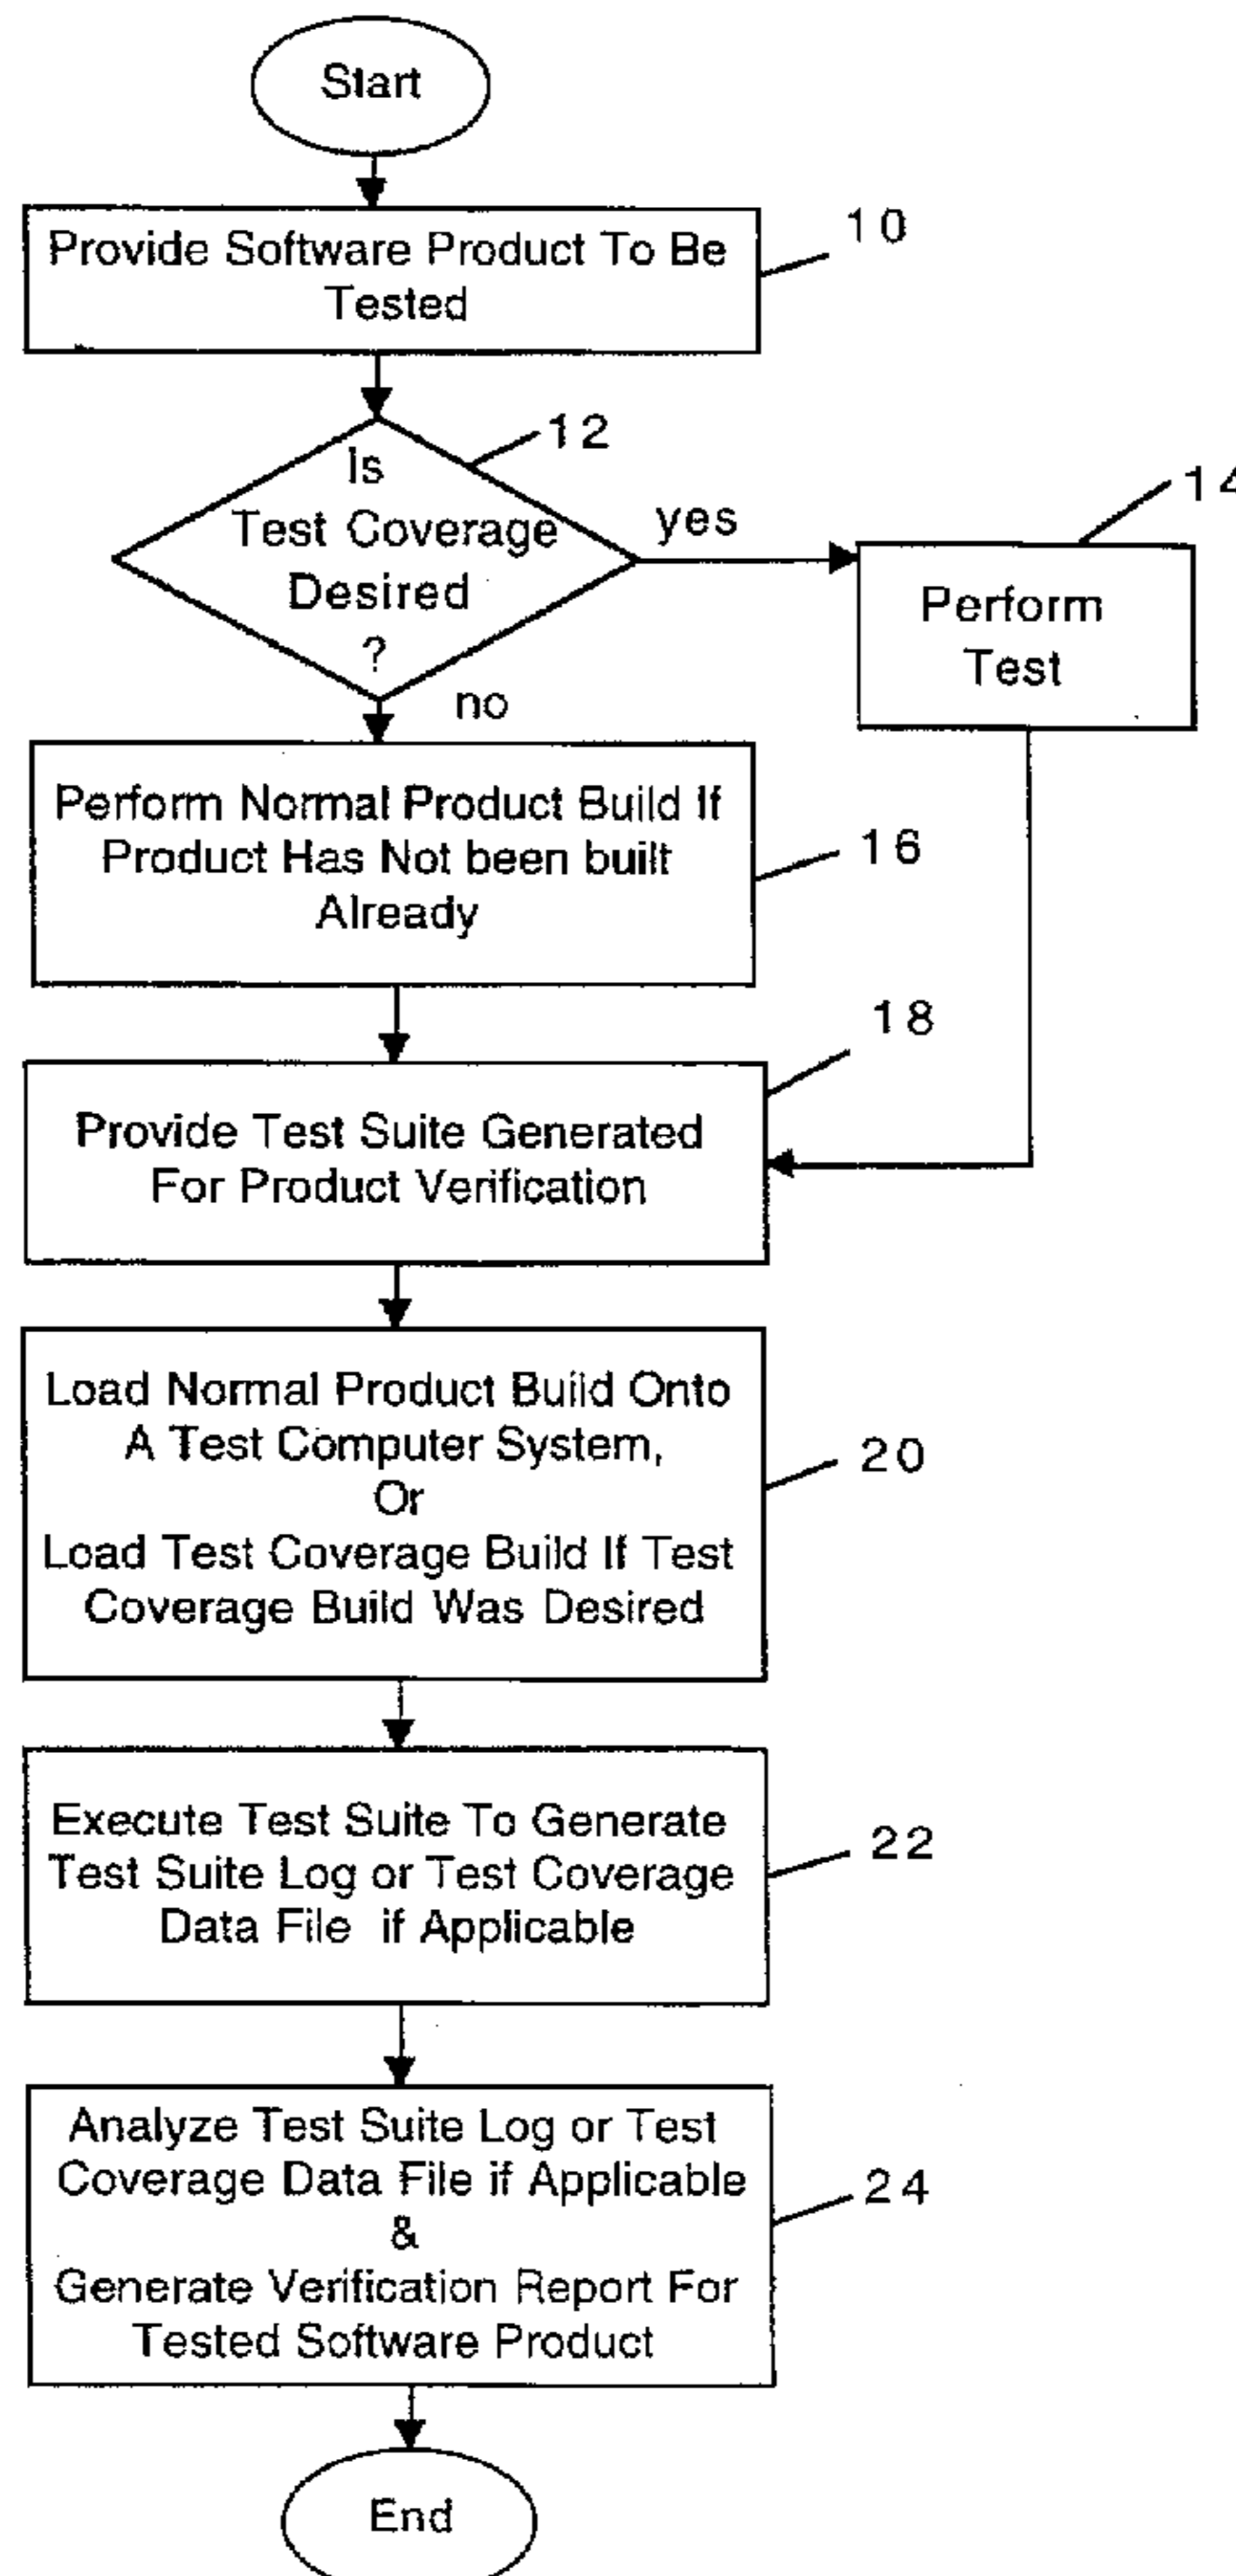 Start
Provide Software Product To Be
Tested
10
Is
Test Coverage
Desired
?
12
yes
no
14
Perform
Test
Perform Normal Product Build If
Product Has Not been built
Already
16
18
Provide Test Suite Generated
For Product Verification
Load Normal Product Build Onto
A Test Computer System,
Or
Load Test Coverage Build If Test
Coverage Build Was Desired
20
Execute Test Suite To Generate
Test Suite Log or Test Coverage
Data File if Applicable
22
Analyze Test Suite Log or Test
Coverage Data File if Applicable
&
Generate Verification Report For
Tested Software Product
24
End